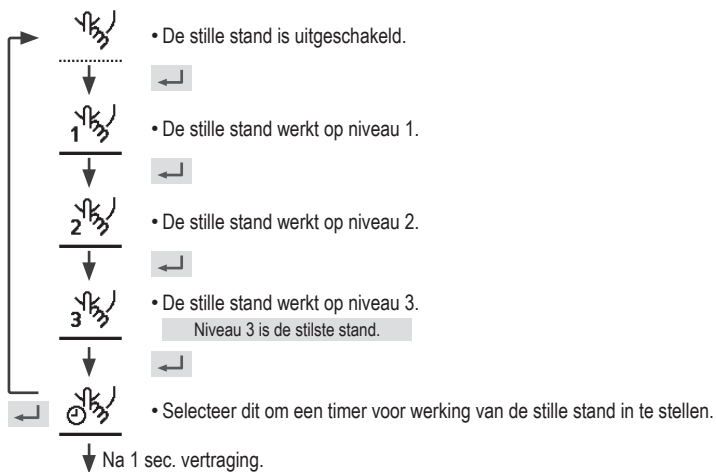 • De stille stand is uitgeschakeld.
1
• De stille stand werkt op niveau 1.
2
• De stille stand werkt op niveau 2.
3
• De stille stand werkt op niveau 3.
Niveau 3 is de stilste stand.
• Selecteer dit om een timer voor werking van de stille stand in te stellen.
Na 1 sec. vertraging.